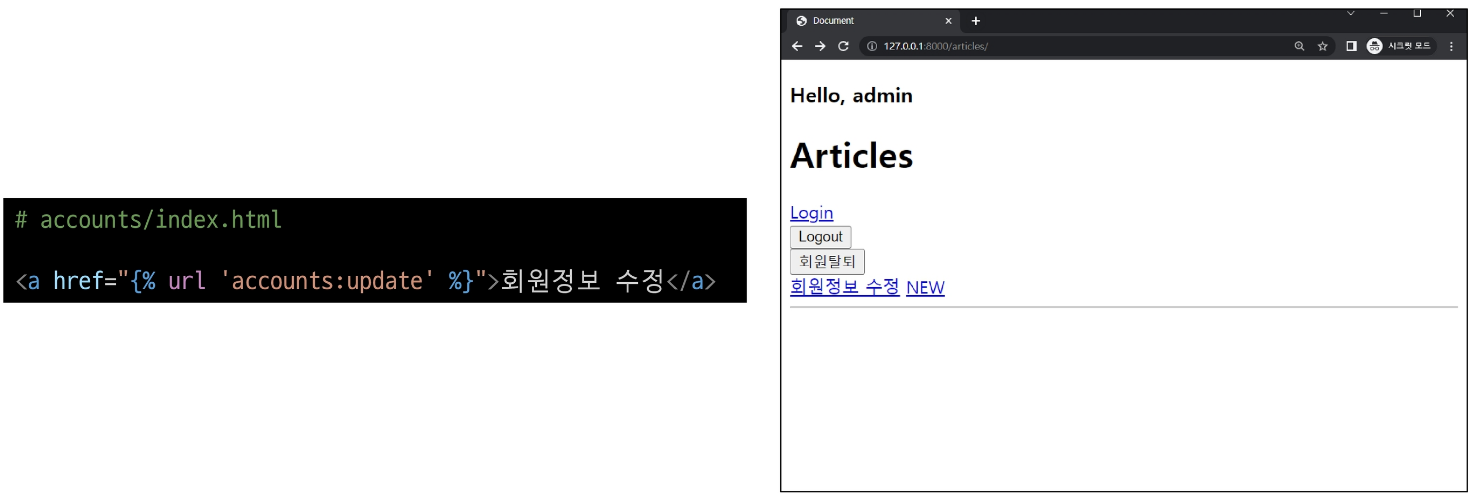 # accounts/index.html
<a href="{% url 'accounts:update' %}">회원정보 수정</a>
Document
127.0.0.1:8000/articles/
시크릿 모드
Hello, admin
Articles
Login
Logout
회원탈퇴
회원정보 수정 NEW